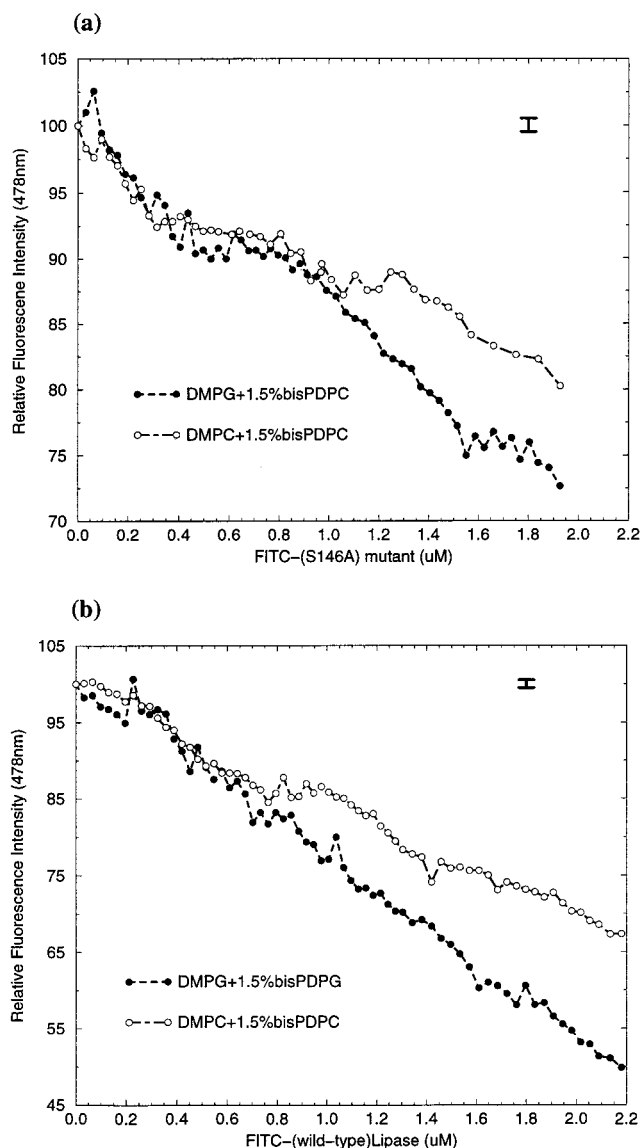 (a)
105
100
95
90
85
80
75
70
Relative Fluorescene Intensity (478nm)
DMPG+1.5%bisPDPC
DMPC+1.5%bisPDPC
0.0 0.2 0.4 0.6 0.8 1.0 1.2 1.4 1.6 1.8 2.0 2.2
FITC-(S146A) mutant (uM)
(b)
105
95
85
75
65
55
45
Relative Fluorescence Intensity (478nm)
DMPG+1.5%bisPDPG
DMPC+1.5%bisPDPC
0.0 0.2 0.4 0.6 0.8 1.0 1.2 1.4 1.6 1.8 2.0 2.2
FITC-(wild-type)Lipase (uM)